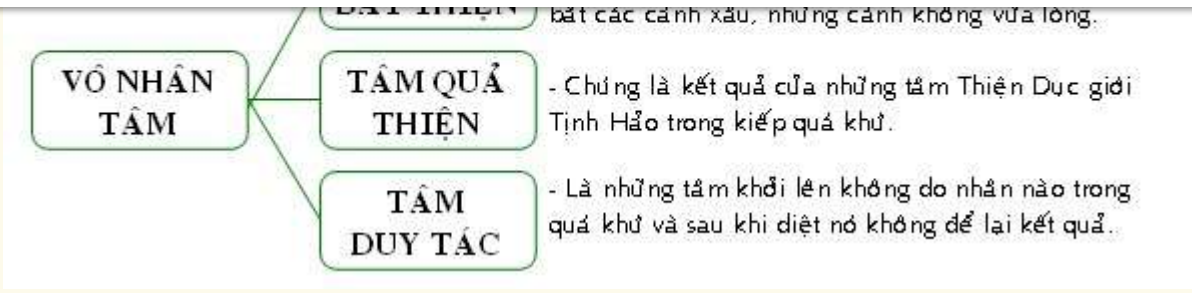 BẤT THIỆN
bắt các cảnh xấu, những cảnh không vừa lòng.
VÔ NHÂN
TÂM
TÂM QUẢ
THIỆN
- Chúng là kết quả của những tâm Thiện Dục giới
Tịnh Hảo trong kiếp quá khứ.
TÂM
DUY TÁC
- Là những tâm khởi lên không do nhân nào trong
quá khứ và sau khi diệt nó không để lại kết quả.